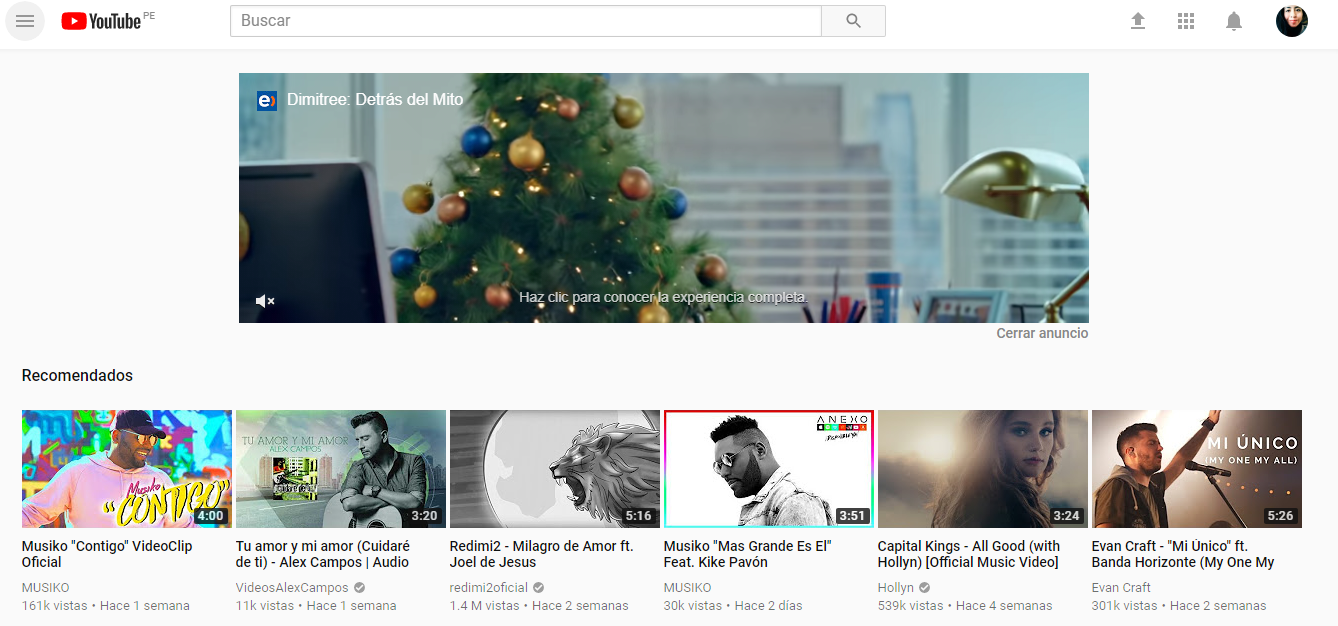 YouTube PE
Buscar
Dimitree: Detrás del Mito
Haz clic para conocer la experiencia completa.
Cerrar anuncio
Recomendados
Musiko
"CONTIGO"
4:00
TU AMOR Y MI AMOR
ALEX CAMPOS
3:20
5:16
ANEXO
3:51
3:24
MI ÚNICO
(MY ONE MY ALL)
5:26
Musiko "Contigo" VideoClip
Oficial
MUSIKO
161k vistas • Hace 1 semana
Tu amor y mi amor (Cuidaré
de ti) - Alex Campos | Audio
VideosAlexCampos
11k vistas • Hace 1 semana
Redimi2 - Milagro de Amor ft.
Joel de Jesus
redimi2oficial
1.4 M vistas • Hace 2 semanas
Musiko "Mas Grande Es El"
Feat. Kike Pavón
MUSIKO
30k vistas • Hace 2 días
Capital Kings - All Good (with
Hollyn) [Official Music Video]
Hollyn
539k vistas • Hace 4 semanas
Evan Craft - "Mi Único" ft.
Banda Horizonte (My One My
Evan Craft
301k vistas • Hace 2 semanas